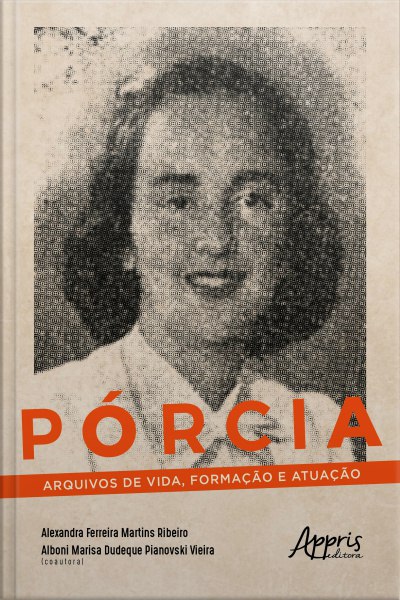 PÓRCIA
ARQUIVOS DE VIDA, FORMAÇÃO E ATUAÇÃO
Alexandra Ferreira Martins Ribeiro
Alboni Marisa Dudeque Pianovski Vieira
(coautora)
Appris
editora